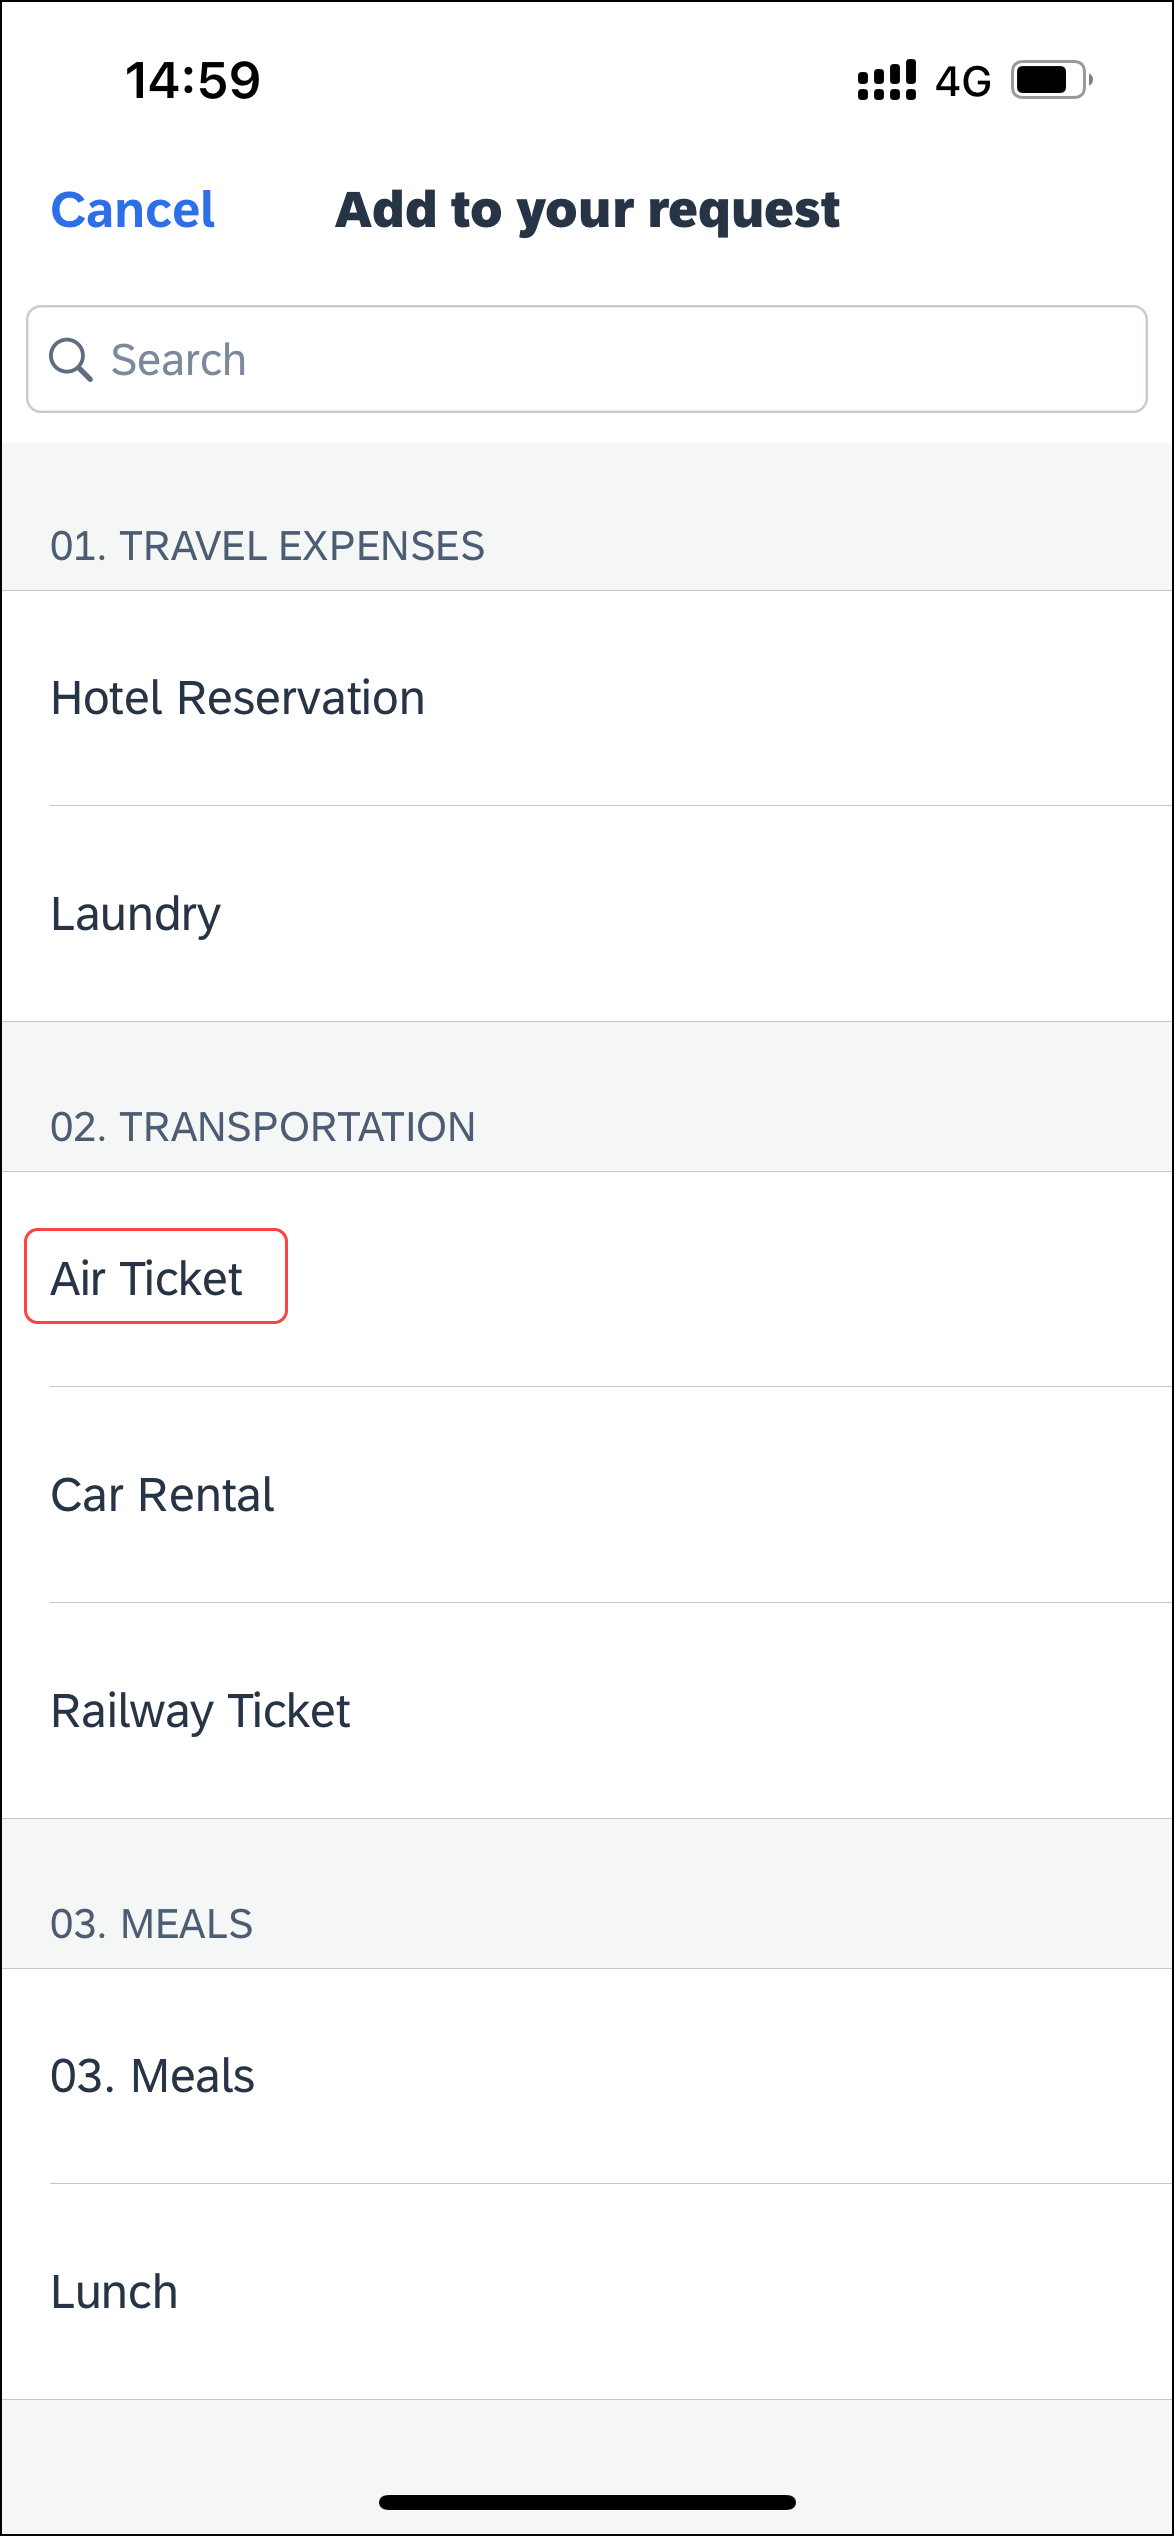 14:59 4G
Cancel Add to your request
Search
01. TRAVEL EXPENSES
Hotel Reservation
Laundry
02. TRANSPORTATION
Air Ticket
Car Rental
Railway Ticket
03. MEALS
03. Meals
Lunch